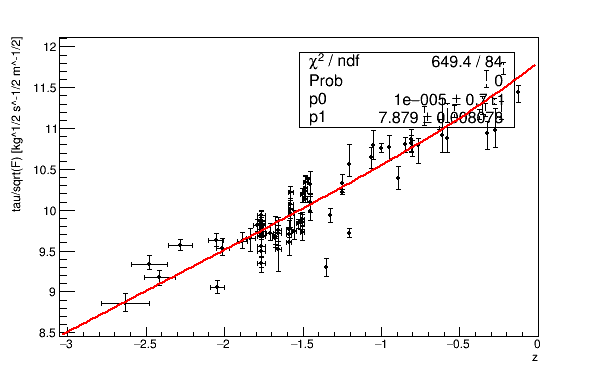 tau/sqrt(F) [kg^1/2 s^-1/2 m^-1/2]
12
11.5
11
10.5
10
9.5
9
8.5
χ² / ndf 649.4 / 84
Prob 0
p0 1e-005 ±
p1 7.879 ± 0.008078
−3 −2.5 −2 −1.5 −1 −0.5 0
z